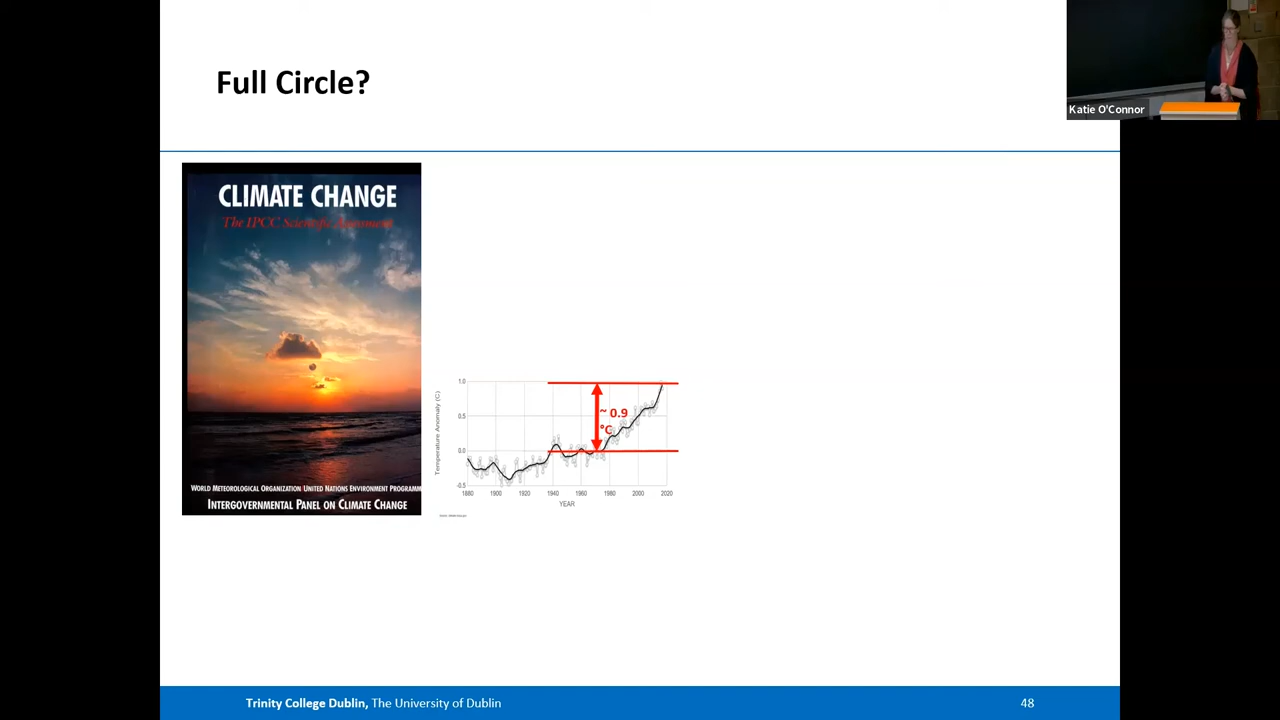 Full Circle?
Katie O'Connor
CLIMATE CHANGE
The IPCC Scientific Assessment
WORLD METEOROLOGICAL ORGANIZATION UNITED NATIONS ENVIRONMENT PROGRAMM
INTERGOVERNMENTAL PANEL ON CLIMATE CHANGE
Temperature Anomaly (C)
1.0
0.5
0.0
-0.5
~ 0.9
°C
1880 1900 1920 1940 1960 1980 2000 2020
YEAR
Trinity College Dublin, The University of Dublin
48